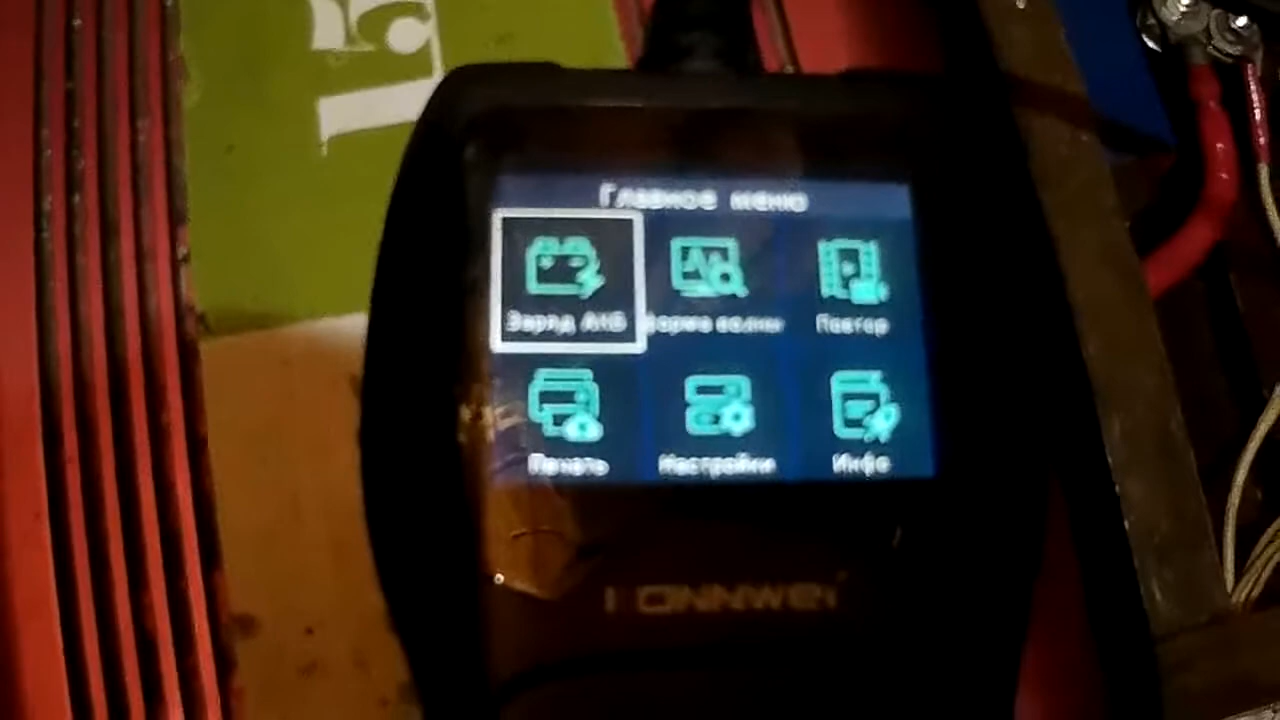 Главное меню
Заряд АКБ
форма волны
Повтор
Печать
Настройки
Инфо
KONNWEI